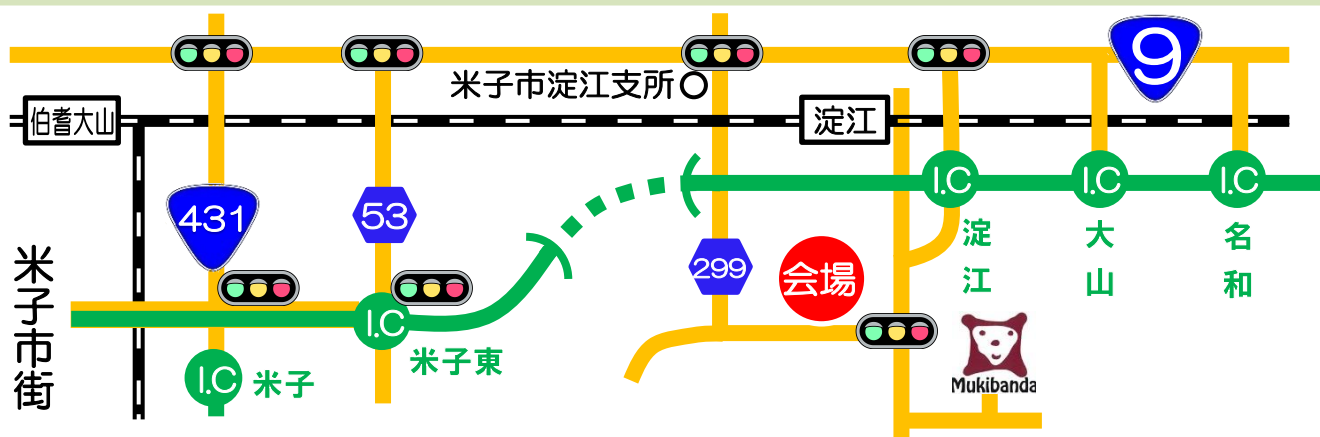 9
米子市淀江支所
伯耆大山
淀江
I.C
I.C
I.C
431
53
淀江
大山
名和
米子市街
299
会場
I.C
米子東
I.C
米子
Mukibanda